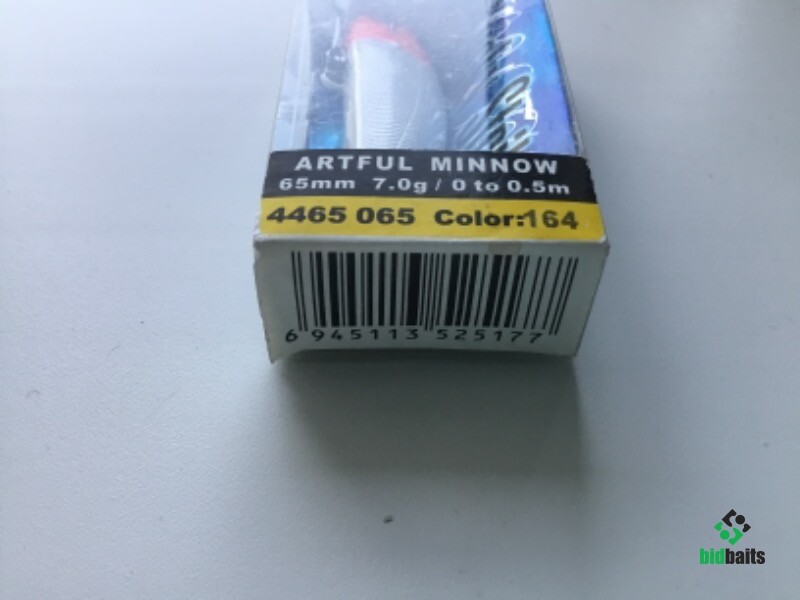 ARTFUL MINNOW
65mm 7.0g / 0 to 0.5m
4465 065 Color:164
6 945113 525177
bidbaits